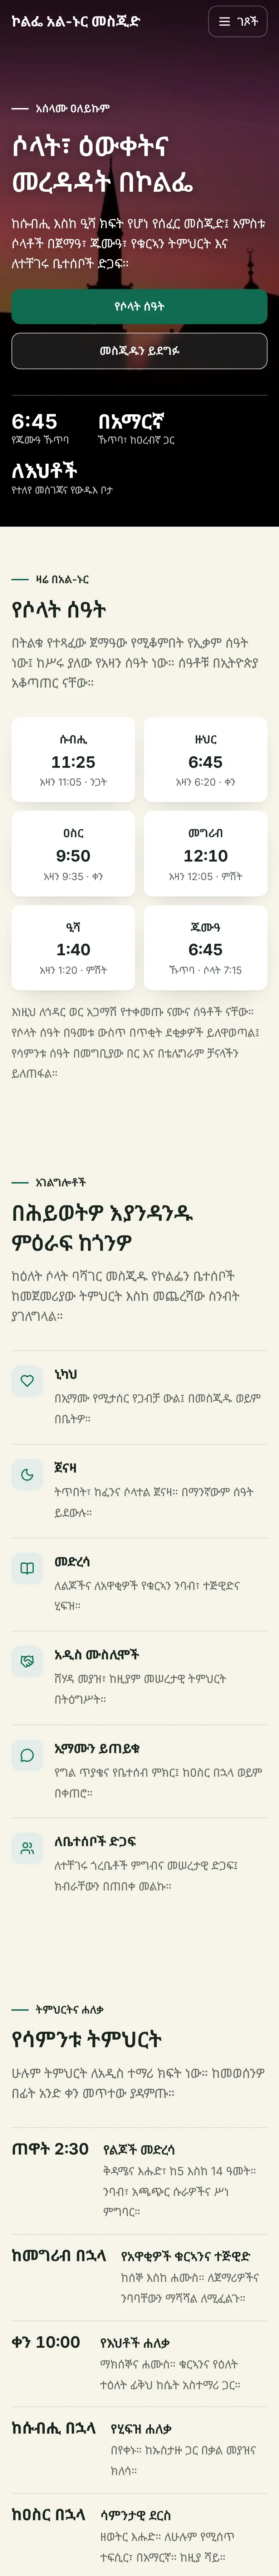 ኮልፌ አል-ኑር መስጂድ
ገጾች
አሰላሙ ዐለይኩም
ሶላት፣ ዕውቀትና
መረዳዳት በኮልፌ
ከሱብሒ እስከ ዒሻ ክፍት የሆነ የሰፈር መስጂድ፤ አምስቱ
ሶላቶች በጀማዓ፣ ጁሙዓ፣ የቁርኣን ትምህርት እና
ለተቸገሩ ቤተሰቦች ድጋፍ።
የሶላት ሰዓት
መስጂዱን ይደግፉ
6:45
የጁሙዓ ኹጥባ
በአማርኛ
ኹጥባ፣ ከዐረብኛ ጋር
ለእህቶች
የተለየ መስገጃና የውዱእ ቦታ
ዛሬ በአል-ኑር
የሶላት ሰዓት
በትልቁ የተጻፈው ጀማዓው የሚቆምበት የኢቃም ሰዓት
ነው፤ ከሥሩ ያለው የአዛን ሰዓት ነው። ሰዓቶቹ በኢትዮጵያ
አቆጣጠር ናቸው።
ሱብሒ
11:25
አዛን 11:05 · ንጋት
ዙህር
6:45
አዛን 6:20 · ቀን
ዐስር
9:50
አዛን 9:35 · ቀን
መግሪብ
12:10
አዛን 12:05 · ምሽት
ዒሻ
1:40
አዛን 1:20 · ምሽት
ጁሙዓ
6:45
ኹጥባ · ሶላት 7:15
እነዚህ ለኅዳር ወር አጋማሽ የተቀመጡ ናሙና ሰዓቶች ናቸው።
የሶላት ሰዓት በዓመቱ ውስጥ በጥቂት ደቂቃዎች ይለዋወጣል፤
የሳምንቱ ሰዓት በመግቢያው በር እና በቴሌግራም ቻናላችን
ይለጠፋል።
አገልግሎቶች
በሕይወትዎ እያንዳንዱ
ምዕራፍ ከጎንዎ
ከዕለት ሶላት ባሻገር መስጂዱ የኮልፌን ቤተሰቦች
ከመጀመሪያው ትምህርት እስከ መጨረሻው ስንብት
ያገለግላል።
ኒካህ
በኢማሙ የሚታሰር የጋብቻ ውል፤ በመስጂዱ ወይም
በቤትዎ።
ጀናዛ
ትጥበት፣ ከፈንና ሶላተል ጀናዛ። በማንኛውም ሰዓት
ይደውሉ።
መድረሳ
ለልጆችና ለአዋቂዎች የቁርኣን ንባብ፣ ተጅዊድና
ሂፍዝ።
አዲስ ሙስሊሞች
ሸሃዳ መያዝ፣ ከዚያም መሠረታዊ ትምህርት
በትዕግሥት።
ኢማሙን ይጠይቁ
የግል ጥያቄና የቤተሰብ ምክር፤ ከዐስር በኋላ ወይም
በቀጠሮ።
ለቤተሰቦች ድጋፍ
ለተቸገሩ ጎረቤቶች ምግብና መሠረታዊ ድጋፍ፤
ክብራቸውን በጠበቀ መልኩ።
ትምህርትና ሐለቃ
የሳምንቱ ትምህርት
ሁሉም ትምህርት ለአዲስ ተማሪ ክፍት ነው። ከመወሰንዎ
በፊት አንድ ቀን መጥተው ያዳምጡ።
ጠዋት 2:30
የልጆች መድረሳ
ቅዳሜና እሑድ፣ ከ5 እስከ 14 ዓመት።
ንባብ፣ አጫጭር ሱራዎችና ሥነ
ምግባር።
ከመግሪብ በኋላ
የአዋቂዎች ቁርኣንና ተጅዊድ
ከሰኞ እስከ ሐሙስ። ለጀማሪዎችና
ንባባቸውን ማሻሻል ለሚፈልጉ።
ቀን 10:00
የእህቶች ሐለቃ
ማክሰኞና ሐሙስ። ቁርኣንና የዕለት
ተዕለት ፊቅህ ከሴት አስተማሪ ጋር።
ከሱብሒ በኋላ
የሂፍዝ ሐለቃ
በየቀኑ። ከኡስታዙ ጋር በቃል መያዝና
ክለሳ።
ከዐስር በኋላ
ሳምንታዊ ደርስ
ዘወትር እሑድ። ለሁሉም የሚሰጥ
ተፍሲር፣ በአማርኛ። ከዚያ ሻይ።